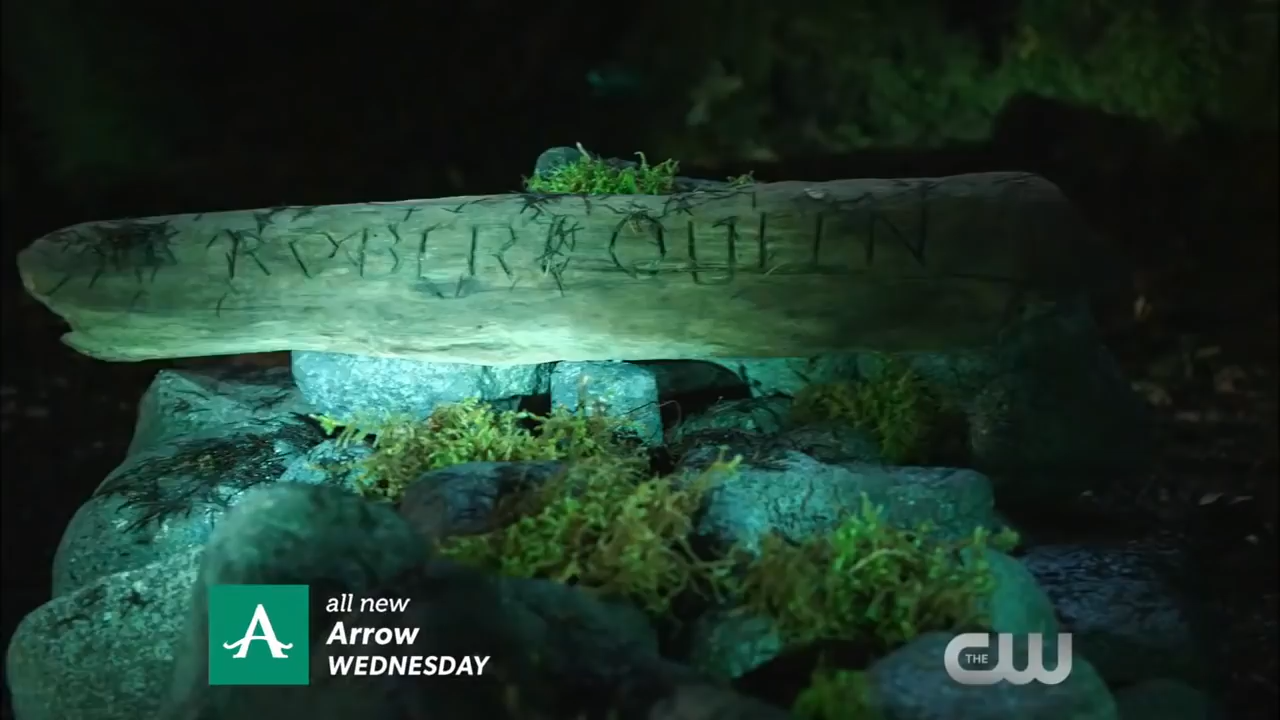 ROBERT QUEEN
A
all new
Arrow
WEDNESDAY
THE CW